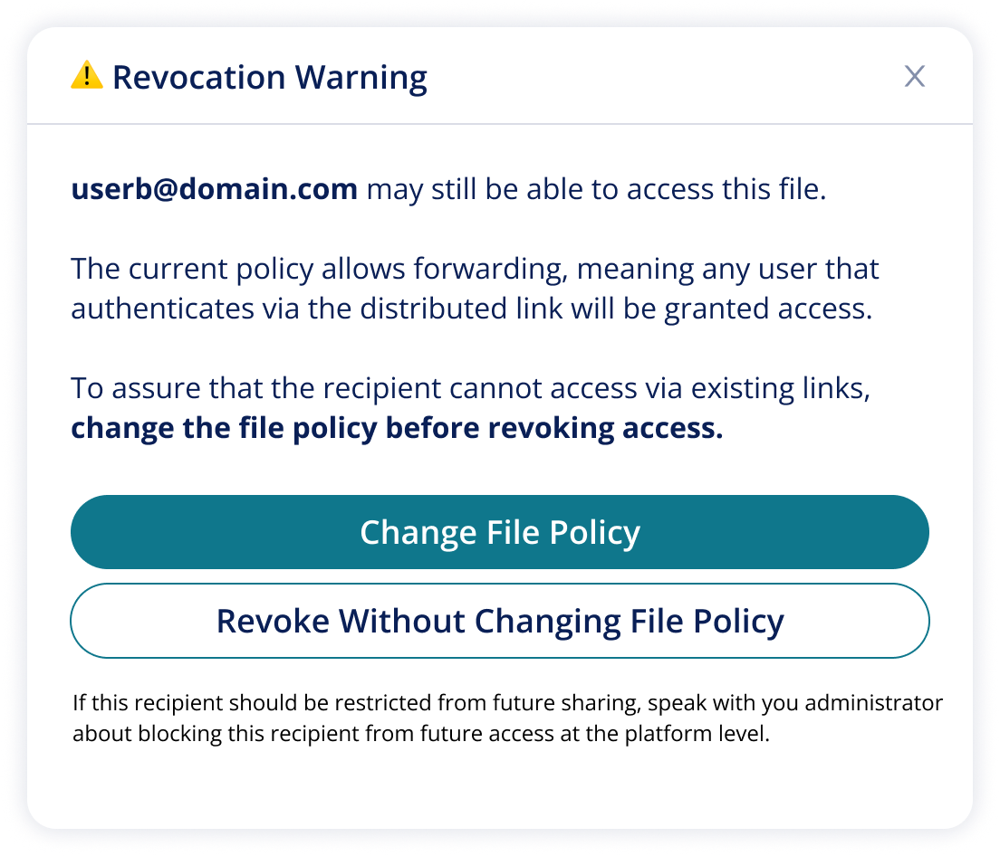 Revocation Warning
userb@domain.com may still be able to access this file.
The current policy allows forwarding, meaning any user that
authenticates via the distributed link will be granted access.
To assure that the recipient cannot access via existing links,
change the file policy before revoking access.
Change File Policy
Revoke Without Changing File Policy
If this recipient should be restricted from future sharing, speak with you administrator
about blocking this recipient from future access at the platform level.